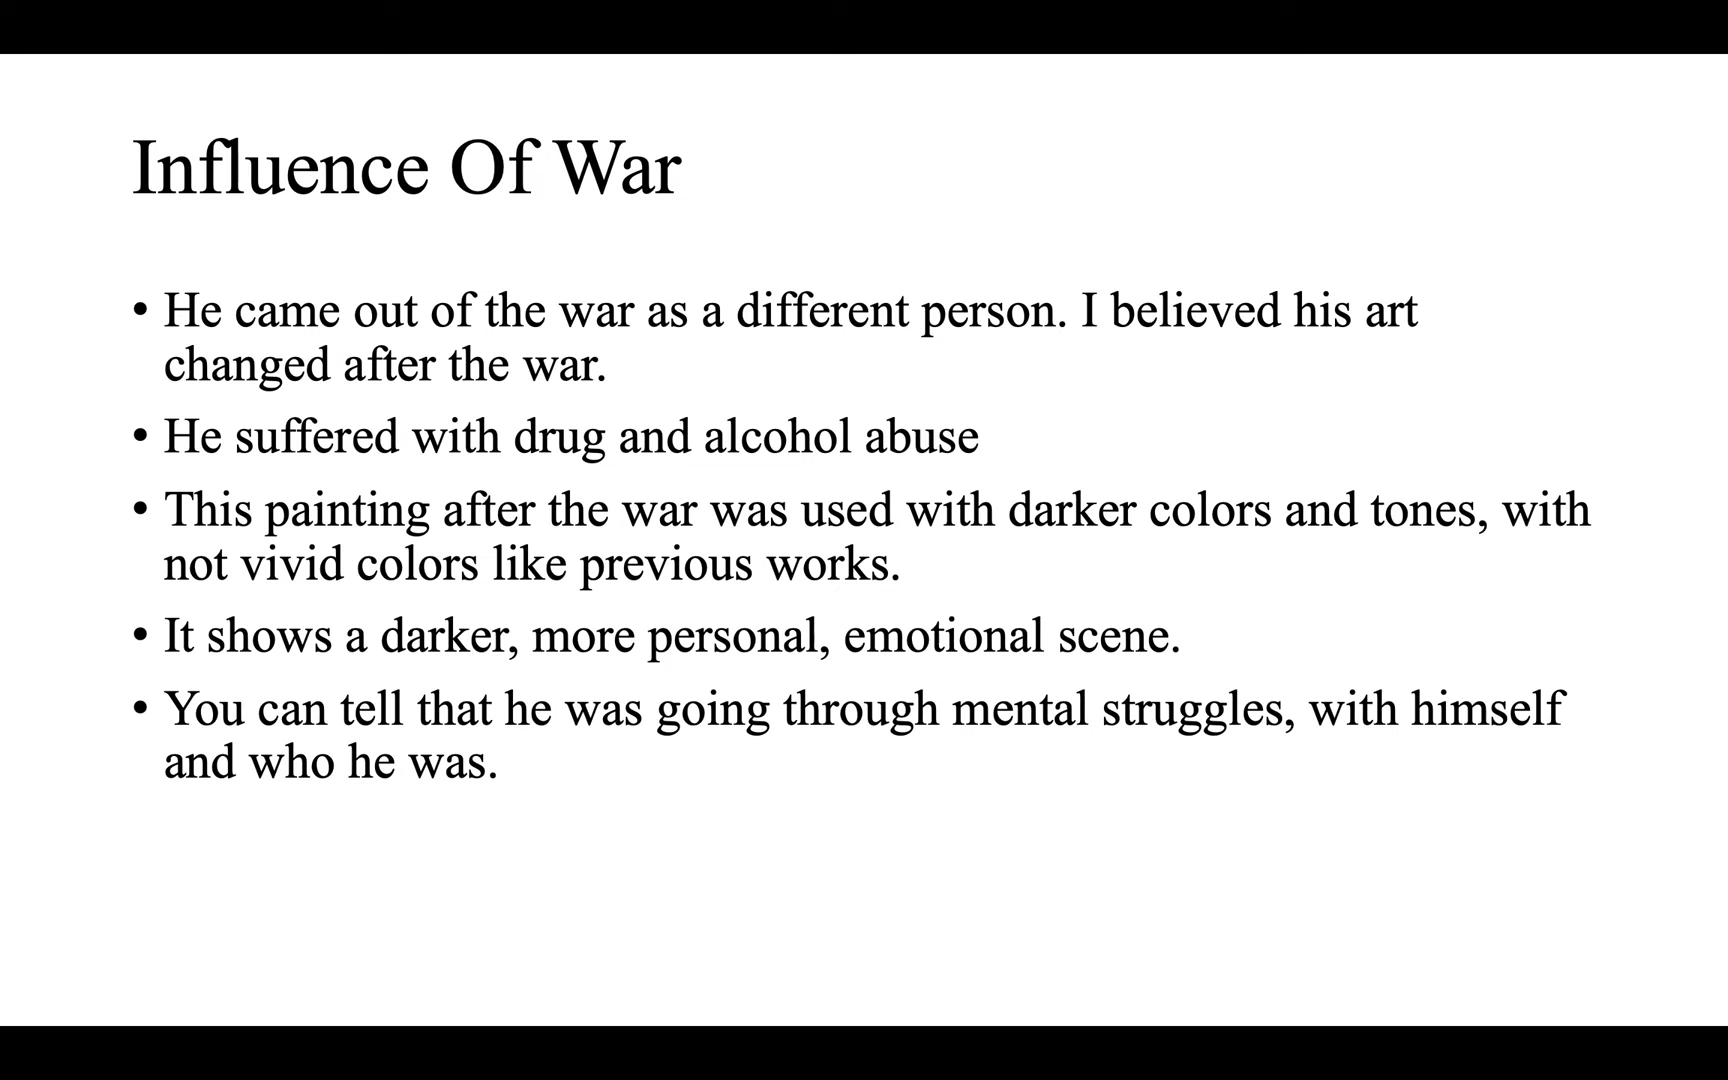 Influence Of War
• He came out of the war as a different person. I believed his art
changed after the war.
• He suffered with drug and alcohol abuse
• This painting after the war was used with darker colors and tones, with
not vivid colors like previous works.
• It shows a darker, more personal, emotional scene.
• You can tell that he was going through mental struggles, with himself
and who he was.